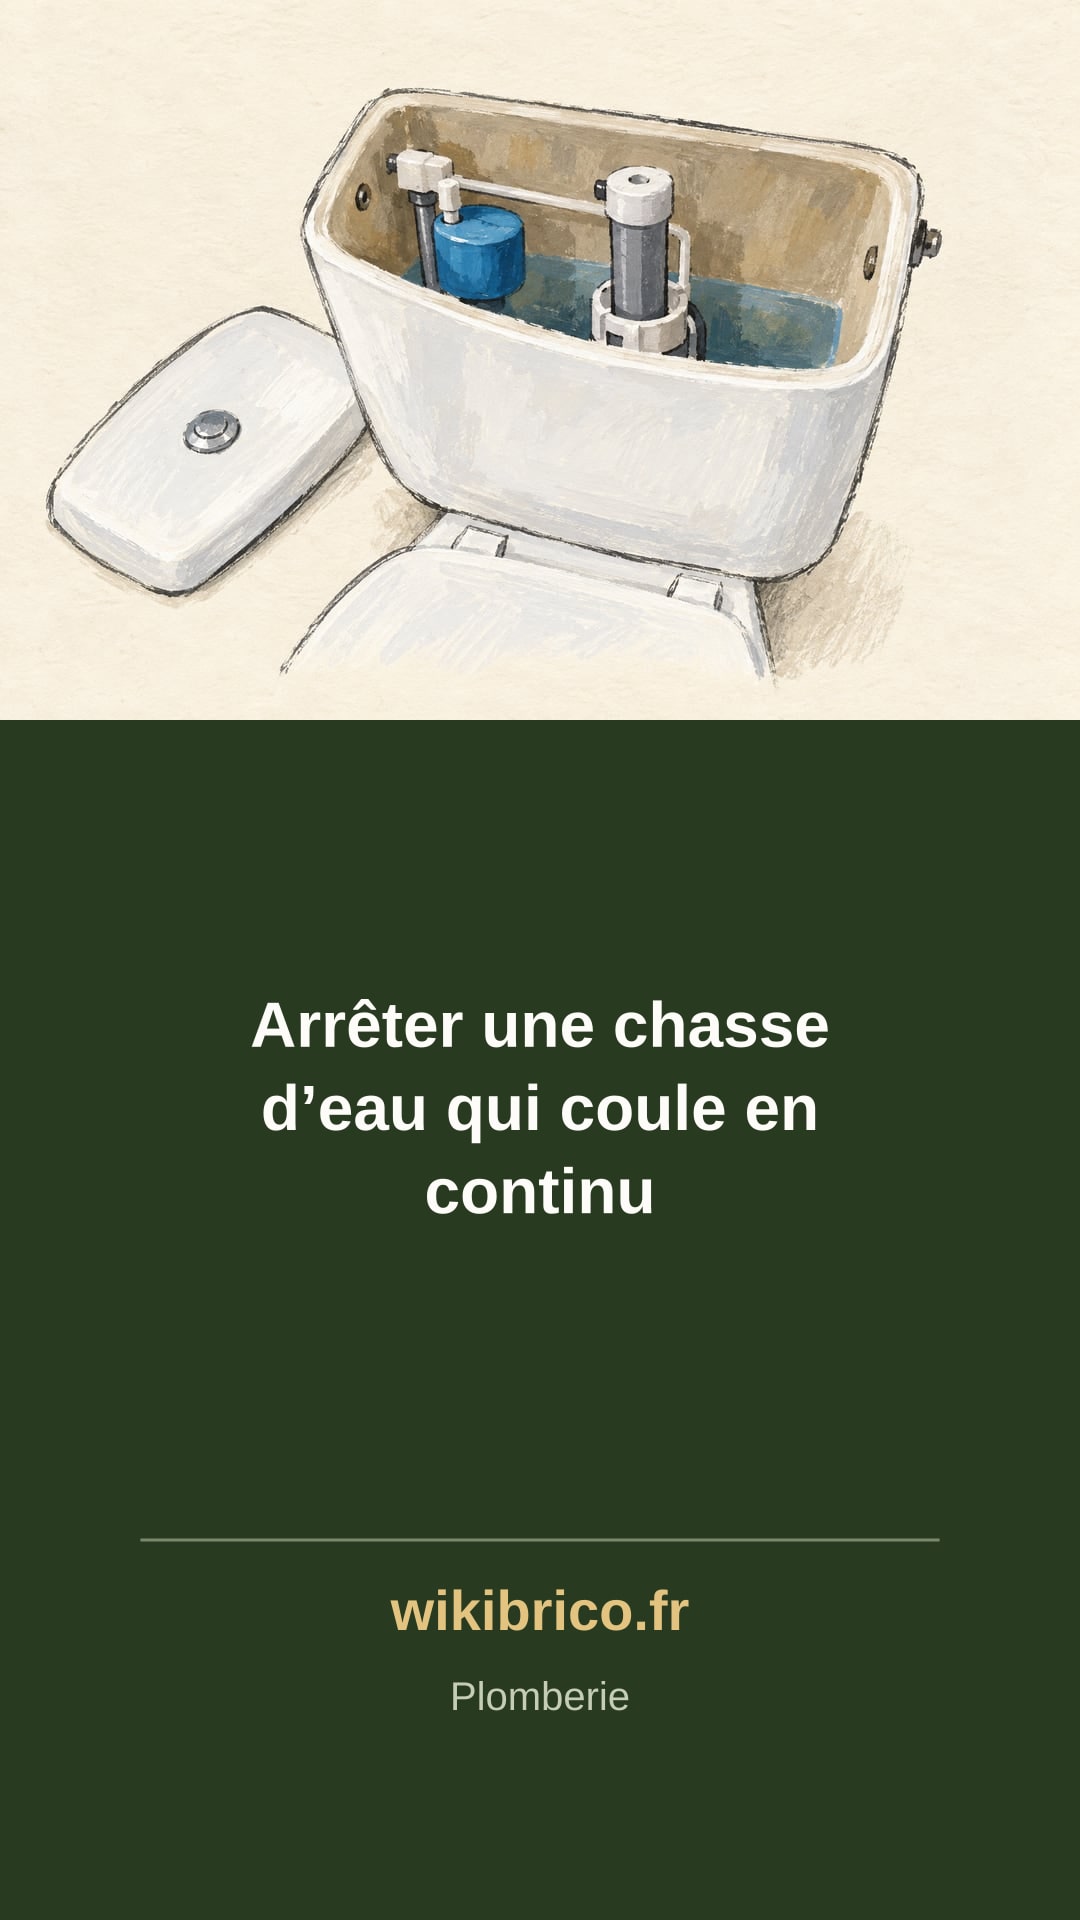 Arrêter une chasse
d’eau qui coule en
continu
wikibrico.fr
Plomberie